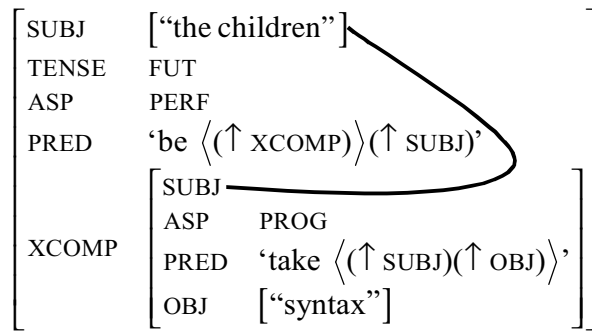 SUBJ [“the children”]
TENSE FUT
ASP PERF
PRED ‘be ⟨(↑ XCOMP)⟩(↑ SUBJ)’
SUBJ
ASP PROG
XCOMP PRED ‘take ⟨(↑ SUBJ)(↑ OBJ)⟩’
OBJ [“syntax”]